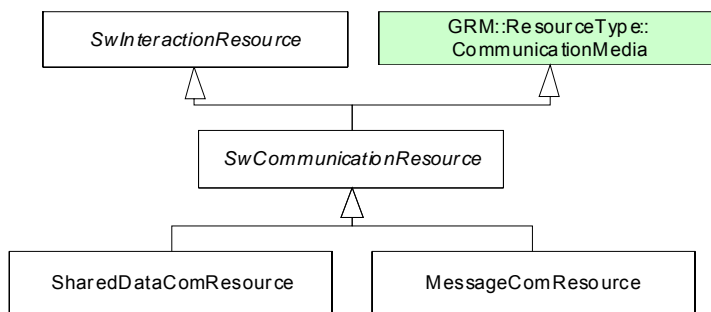 SwInteractionResource
GRM::ResourceType::
CommunicationMedia
SwCommunicationResource
SharedDataComResource
MessageComResource